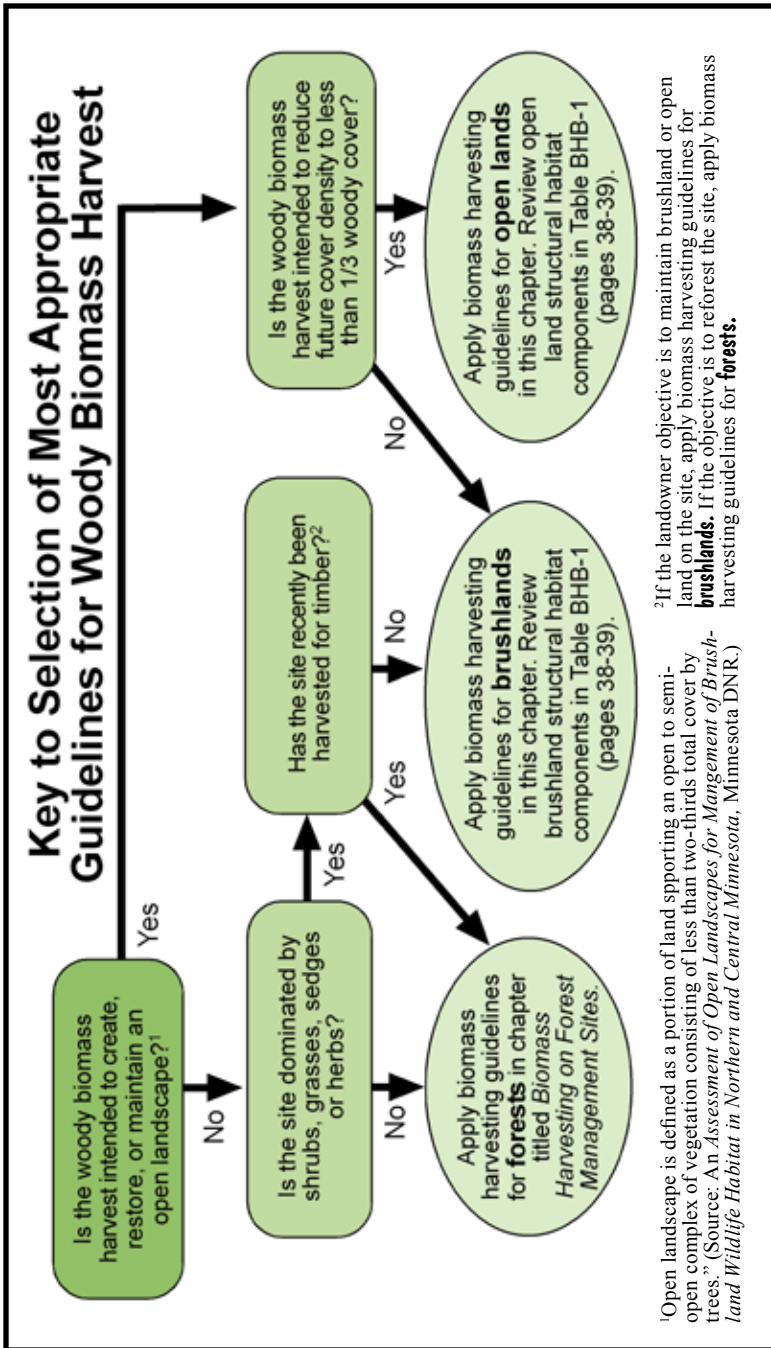 Key to Selection of Most Appropriate
Guidelines for Woody Biomass Harvest
Is the woody biomass
harvest intended to create,
restore, or maintain an
open landscape?¹
Yes
No
Is the woody biomass
harvest intended to reduce
future cover density to less
than 1/3 woody cover?
Yes
No
Is the site dominated by
shrubs, grasses, sedges
or herbs?
Yes
No
Has the site recently been
harvested for timber?²
No
Yes
Apply biomass
harvesting guidelines
for forests in chapter
titled Biomass
Harvesting on Forest
Management Sites.
Apply biomass harvesting
guidelines for brushlands
in this chapter. Review
brushland structural habitat
components in Table BHB-1
(pages 38-39).
Apply biomass harvesting
guidelines for open lands
in this chapter. Review open
land structural habitat
components in Table BHB-1
(pages 38-39).
¹Open landscape is defined as a portion of land spporting an open to semi-
open complex of vegetation consisting of less than two-thirds total cover by
trees.” (Source: An Assessment of Open Landscapes for Mangement of Brush-
land Wildlife Habitat in Northern and Central Minnesota. Minnesota DNR.)
²If the landowner objective is to maintain brushland or open
land on the site, apply biomass harvesting guidelines for
brushlands. If the objective is to reforest the site, apply biomass
harvesting guidelines for forests.